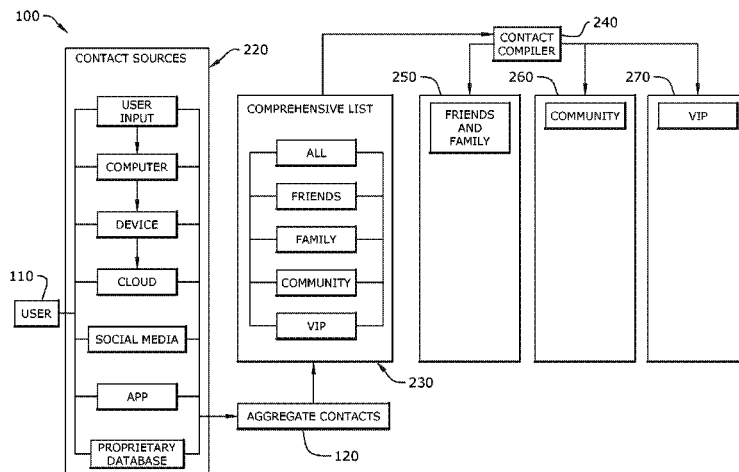 100
CONTACT SOURCES
220
USER
INPUT
COMPUTER
DEVICE
CLOUD
110
USER
SOCIAL MEDIA
APP
PROPRIETARY
DATABASE
COMPREHENSIVE LIST
ALL
FRIENDS
FAMILY
COMMUNITY
VIP
230
AGGREGATE CONTACTS
120
CONTACT
COMPILER
240
250
FRIENDS
AND
FAMILY
260
COMMUNITY
270
VIP